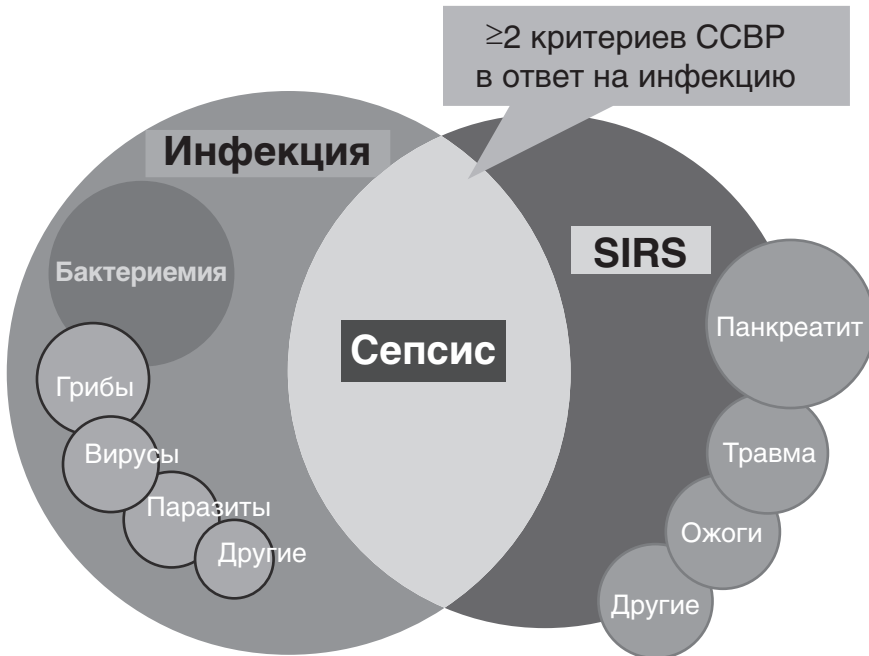 ≥2 критериев ССВР
в ответ на инфекцию
Инфекция
SIRS
Бактериемия
Панкреатит
Сепсис
Грибы
Вирусы
Травма
Паразиты
Ожоги
Другие
Другие